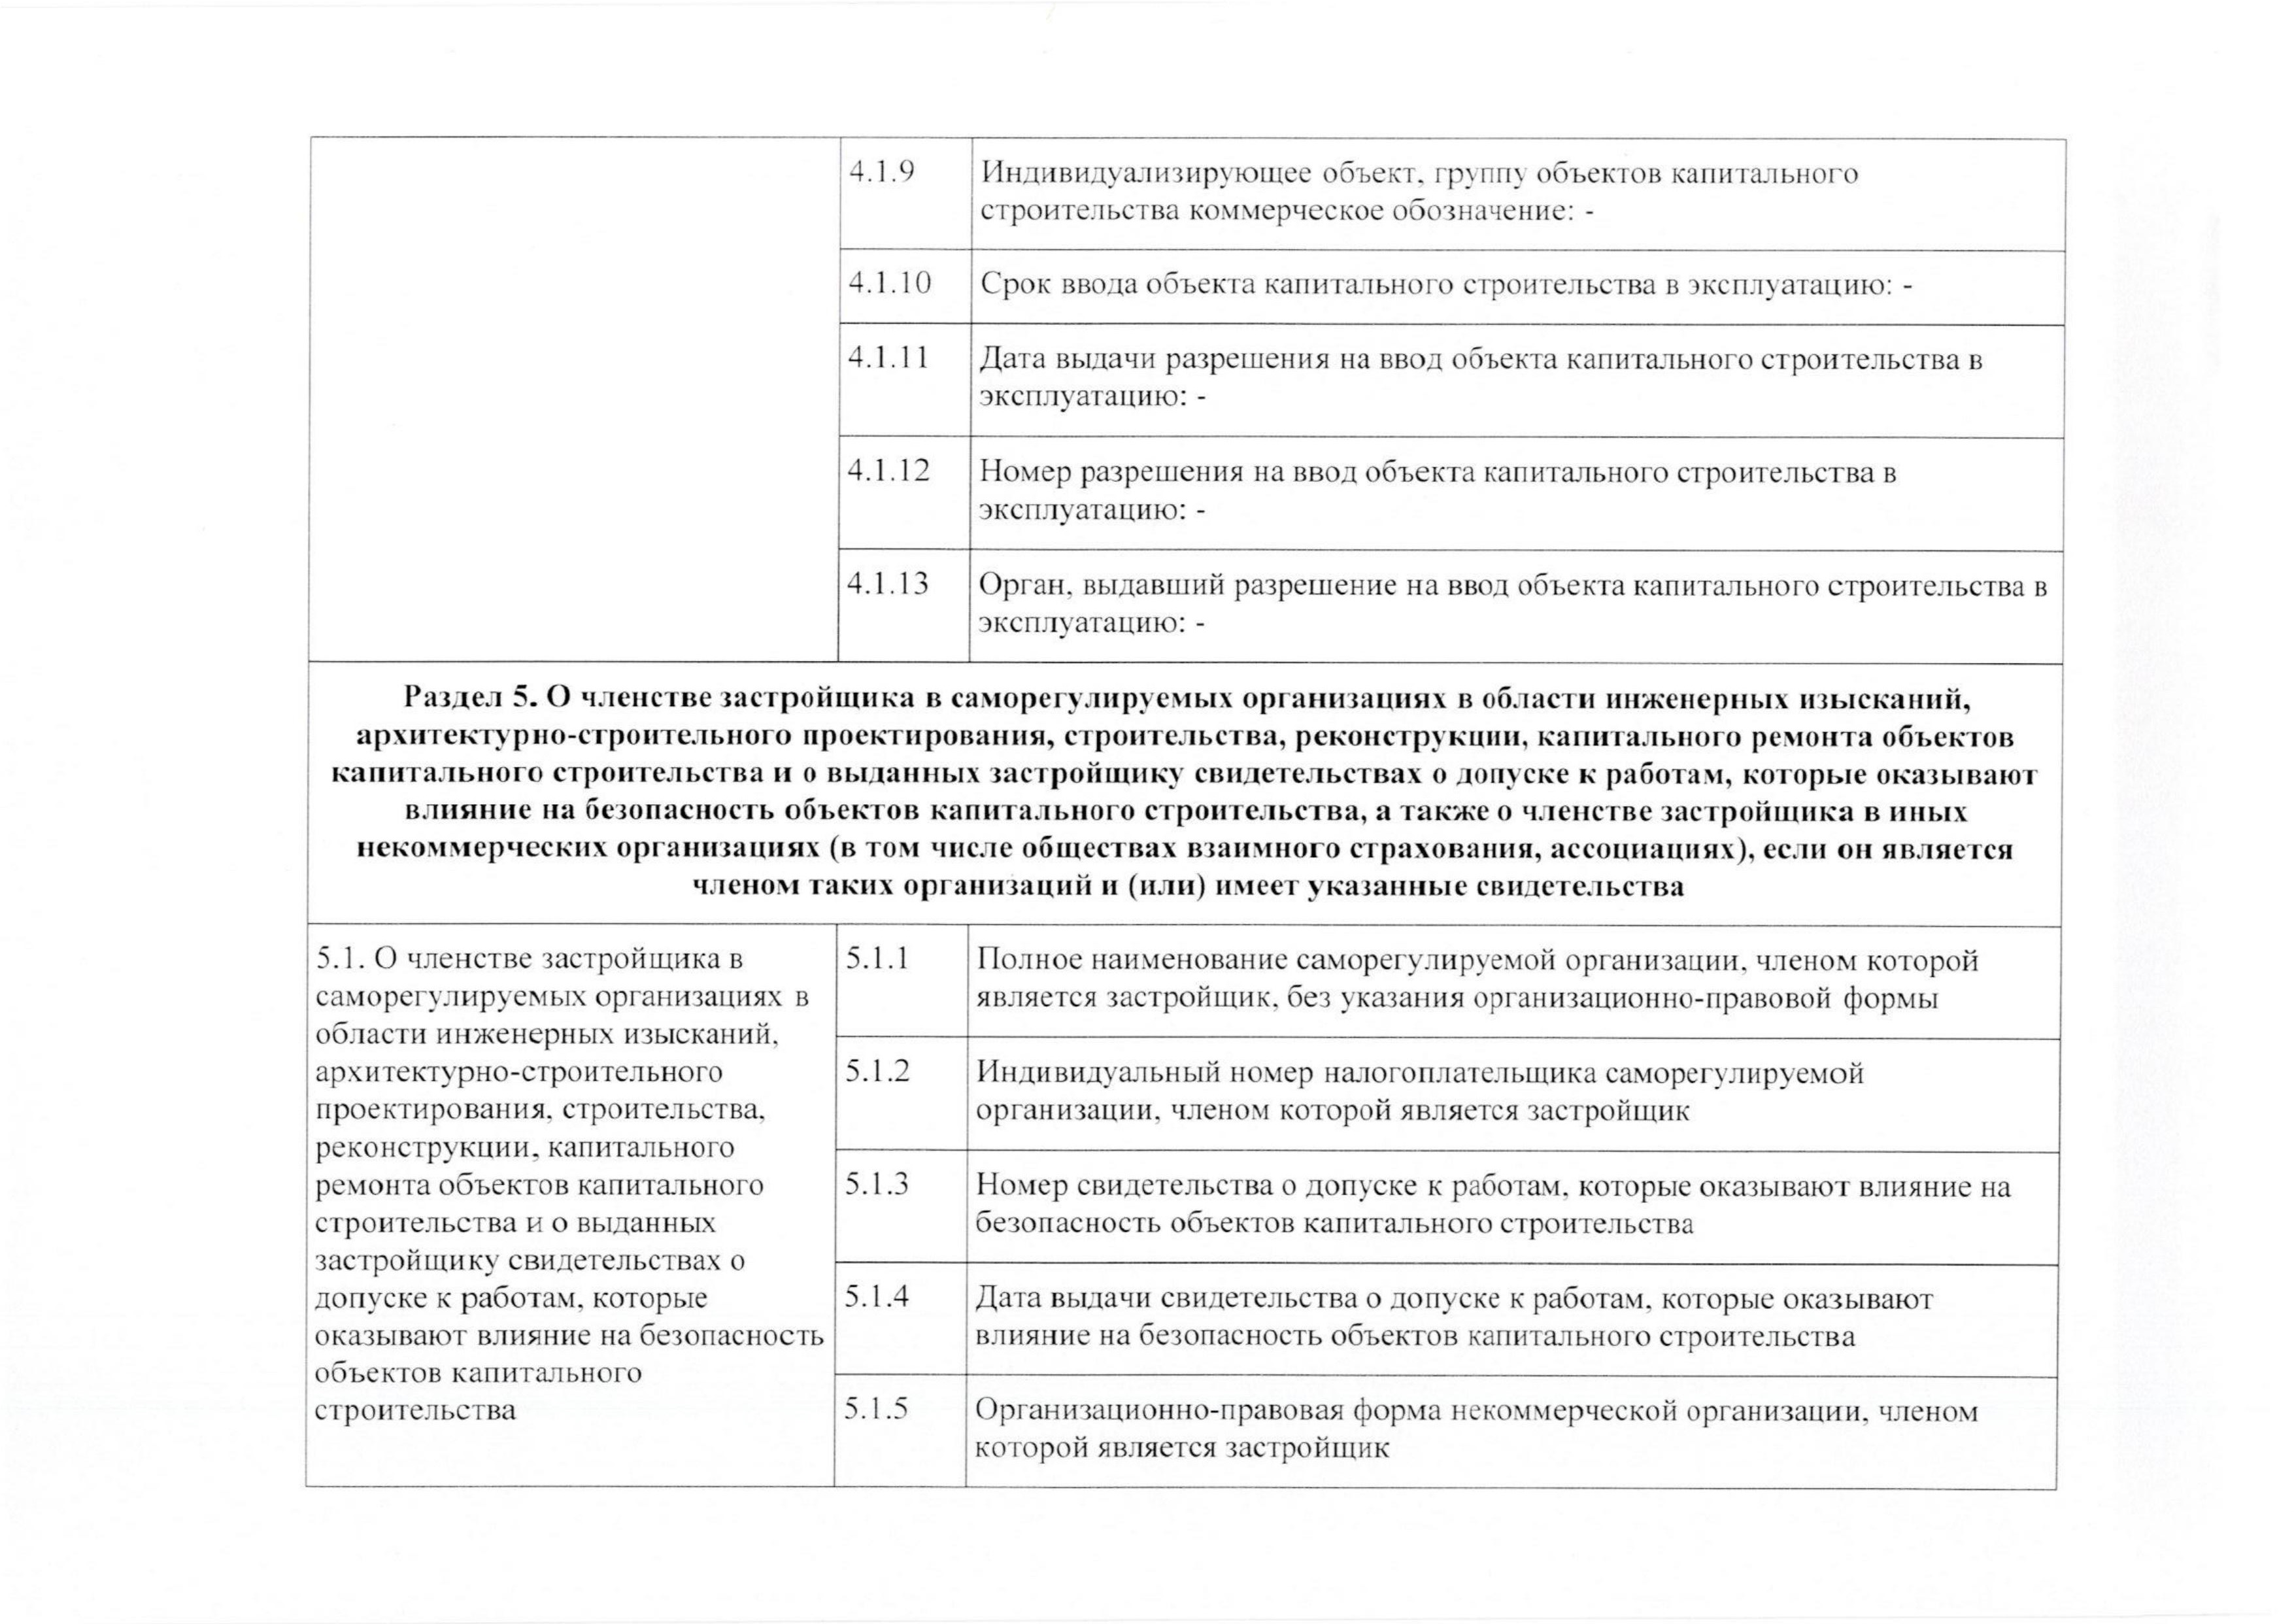 4.1.9
Индивидуализирующее объект, группу объектов капитального
строительства коммерческое обозначение: -
4.1.10
Срок ввода объекта капитального строительства в эксплуатацию: -
4.1.11
Дата выдачи разрешения на ввод объекта капитального строительства в
эксплуатацию: -
4.1.12
Номер разрешения на ввод объекта капитального строительства в
эксплуатацию: -
4.1.13
Орган, выдавший разрешение на ввод объекта капитального строительства в
эксплуатацию: -
Раздел 5. О членстве застройщика в саморегулируемых организациях в области инженерных изысканий,
архитектурно-строительного проектирования, строительства, реконструкции, капитального ремонта объектов
капитального строительства и о выданных застройщику свидетельствах о допуске к работам, которые оказывают
влияние на безопасность объектов капитального строительства, а также о членстве застройщика в иных
некоммерческих организациях (в том числе обществах взаимного страхования, ассоциациях), если он является
членом таких организаций и (или) имеет указанные свидетельства
5.1. О членстве застройщика в
саморегулируемых организациях в
области инженерных изысканий,
архитектурно-строительного
проектирования, строительства,
реконструкции, капитального
ремонта объектов капитального
строительства и о выданных
застройщику свидетельствах о
допуске к работам, которые
оказывают влияние на безопасность
объектов капитального
строительства
5.1.1
Полное наименование саморегулируемой организации, членом которой
является застройщик, без указания организационно-правовой формы
5.1.2
Индивидуальный номер налогоплательщика саморегулируемой
организации, членом которой является застройщик
5.1.3
Номер свидетельства о допуске к работам, которые оказывают влияние на
безопасность объектов капитального строительства
5.1.4
Дата выдачи свидетельства о допуске к работам, которые оказывают
влияние на безопасность объектов капитального строительства
5.1.5
Организационно-правовая форма некоммерческой организации, членом
которой является застройщик